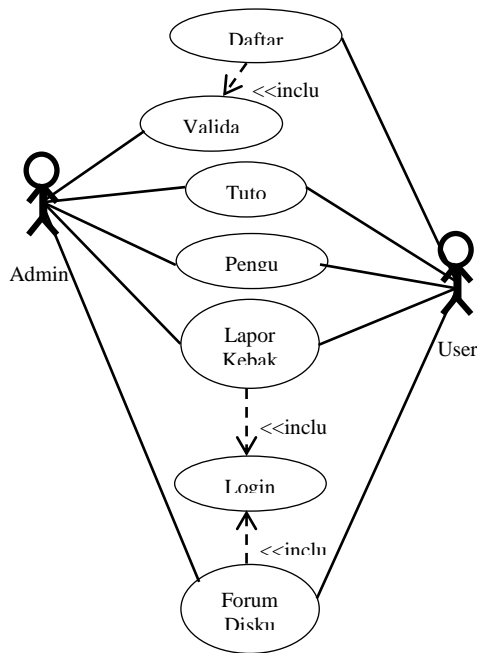 Daftar
<<inclu
Valida
Tuto
Admin
Pengu
User
Lapor
Kebak
<<inclu
Login
<<inclu
Forum
Disku